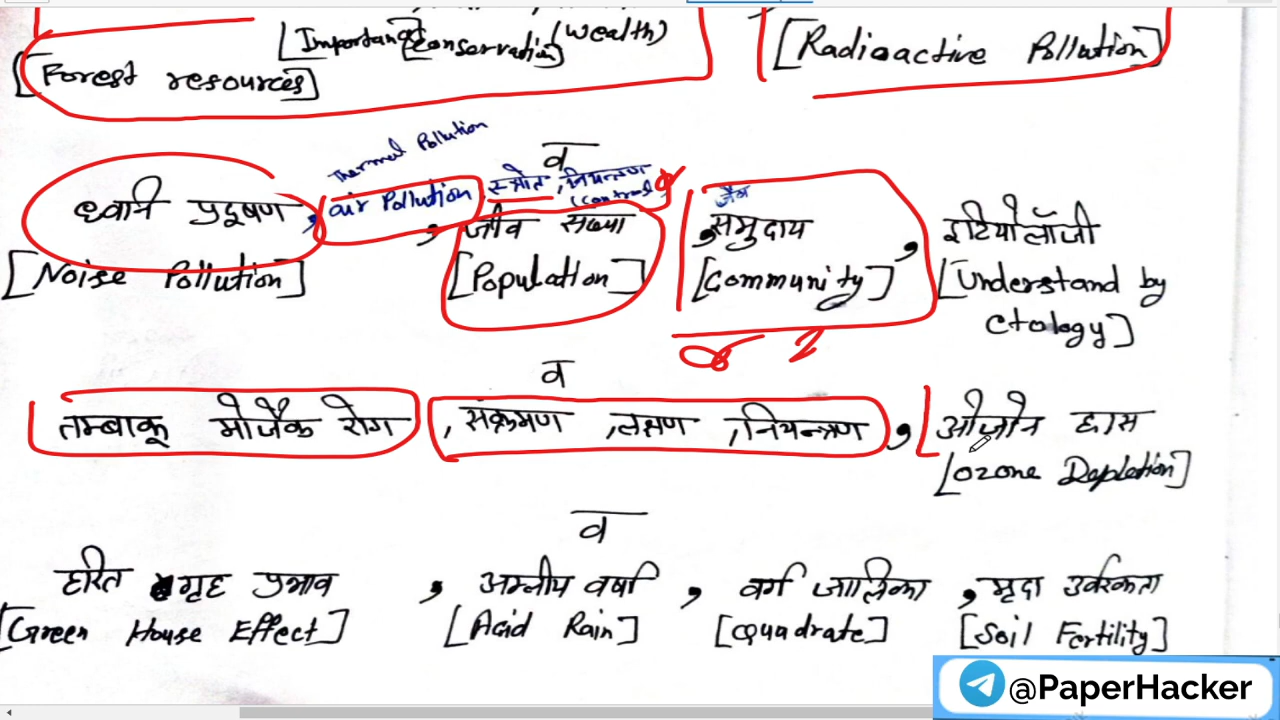 [Importance] [conservation] (wealth)
[Forest resources]
[Radioactive Pollution]
Thermal Pollution
व
ध्वनि प्रदूषण , air Pollution , स्त्रोत , नियन्त्रण
(control)
जैव
, जीव संख्या , समुदाय , इटियोलॉजी
[Noise Pollution] [Population] [Community] [Understand by
Etology]
व
तम्बाकू मोजैक रोग , संक्रमण , लक्षण , नियन्त्रण , ओजोन ह्रास
[Ozone Depletion]
व
हरित गृह प्रभाव , अम्लीय वर्षा , वर्ग जालिका , मृदा उर्वरकता
[Green House Effect] [Acid Rain] [Quadrate] [Soil Fertility]
@PaperHacker